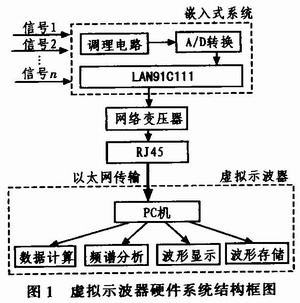 嵌入式系统
信号1
信号2
信号n
调理电路
A/D转换
LAN91C111
网络变压器
RJ45
以太网传输
虚拟示波器
PC机
数据计算
频谱分析
波形显示
波形存储
图1 虚拟示波器硬件系统结构框图